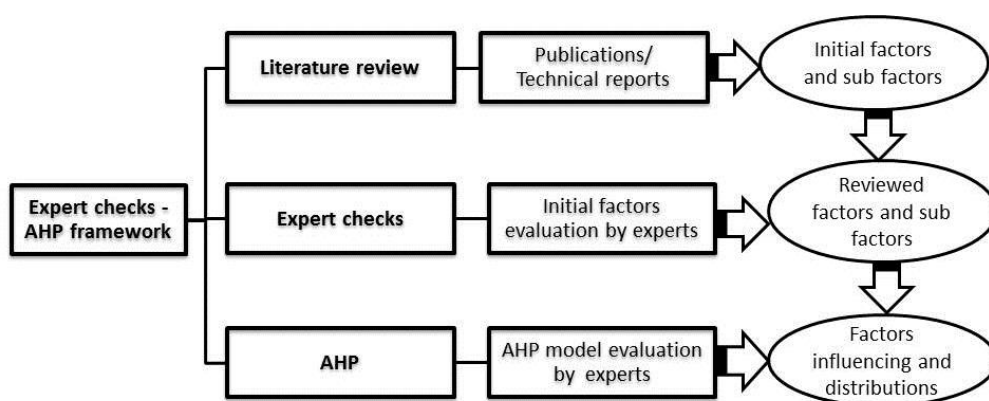 Literature review
Publications/
Technical reports
Initial factors
and sub factors
Expert checks -
AHP framework
Expert checks
Initial factors
evaluation by experts
Reviewed
factors and sub
factors
AHP
AHP model evaluation
by experts
Factors
influencing and
distributions